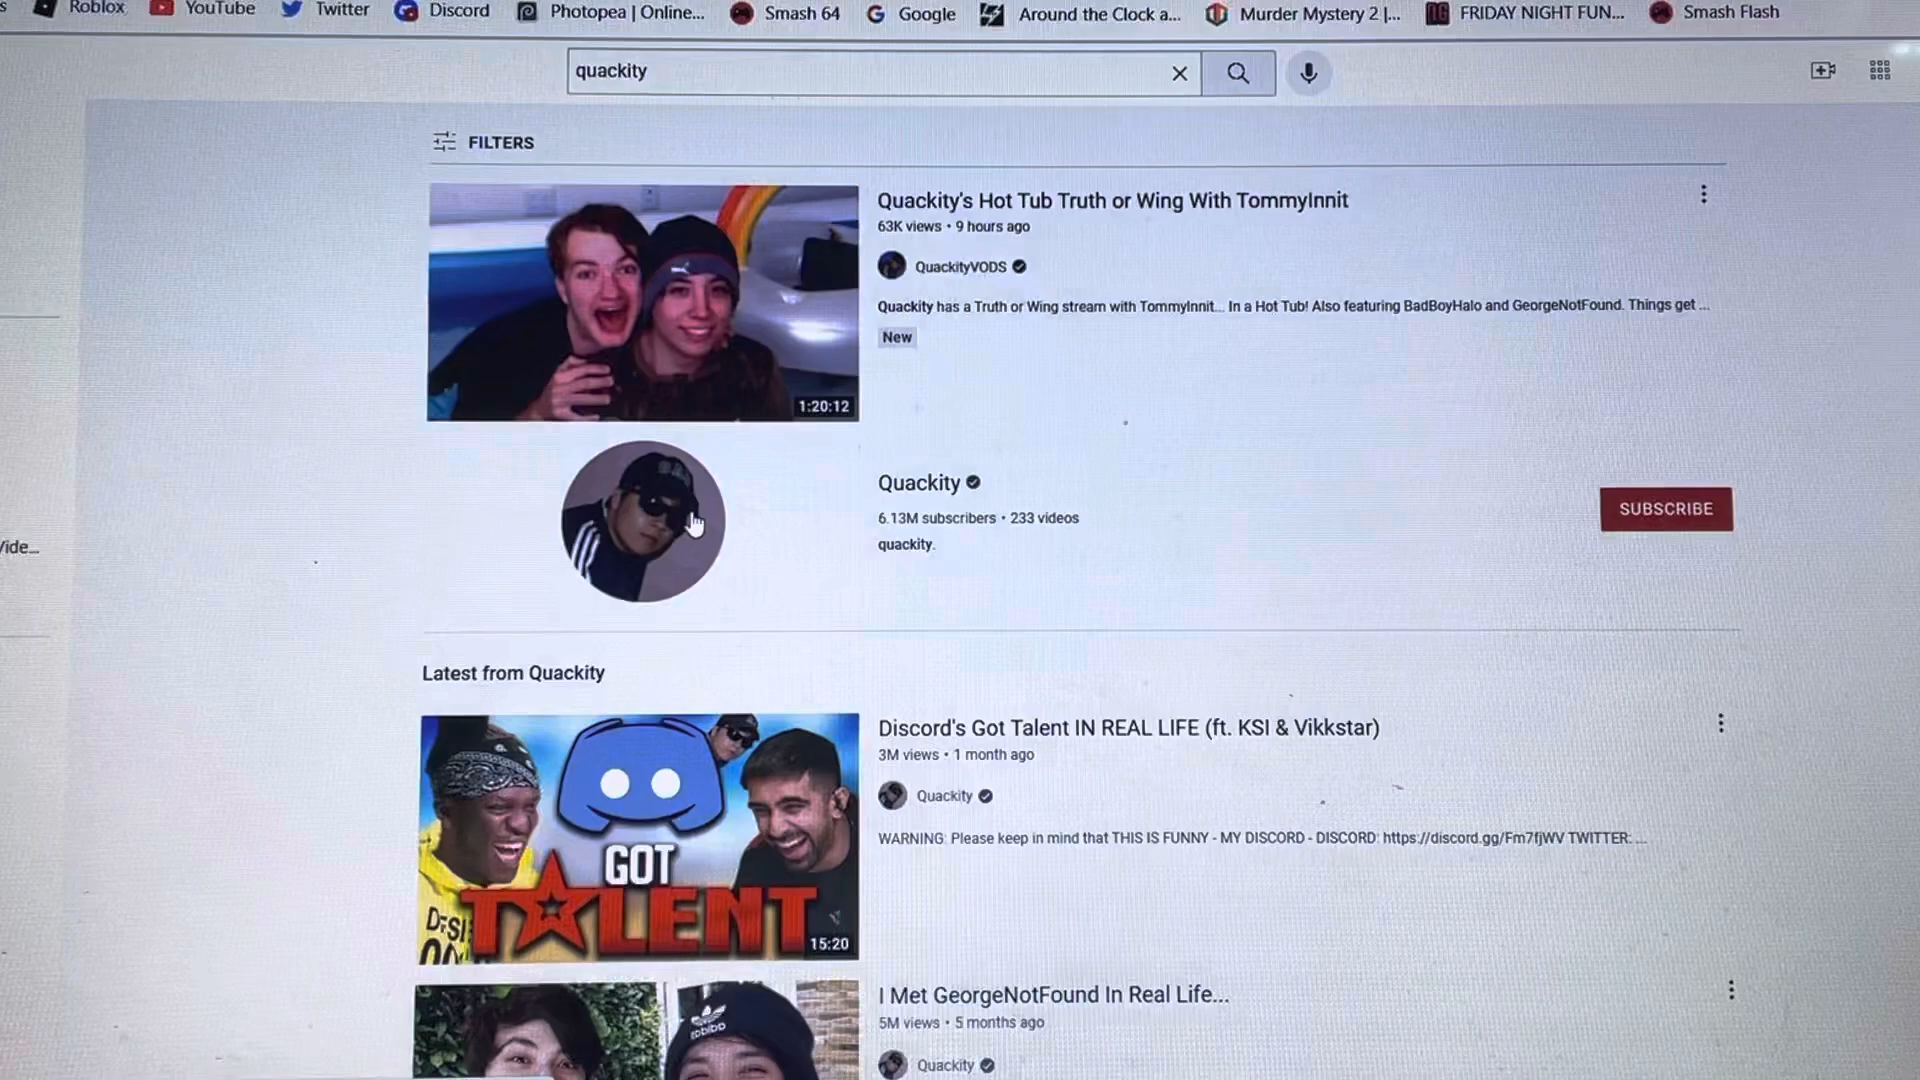 s Roblox YouTube Twitter Discord Photopea | Online... Smash 64 Google Around the Clock a... Murder Mystery 2 |... FRIDAY NIGHT FUN... Smash Flash
quackity
FILTERS
Quackity's Hot Tub Truth or Wing With TommyInnit
63K views • 9 hours ago
QuackityVODS
Quackity has a Truth or Wing stream with TommyInnit... In a Hot Tub! Also featuring BadBoyHalo and GeorgeNotFound. Things get ...
New
1:20:12
Quackity
6.13M subscribers • 233 videos
quackity.
SUBSCRIBE
Vide...
Latest from Quackity
Discord's Got Talent IN REAL LIFE (ft. KSI & Vikkstar)
3M views • 1 month ago
Quackity
WARNING: Please keep in mind that THIS IS FUNNY - MY DISCORD - DISCORD: https://discord.gg/Fm7fjWV TWITTER: ...
GOT
TALENT
15:20
I Met GeorgeNotFound In Real Life...
5M views • 5 months ago
Quackity